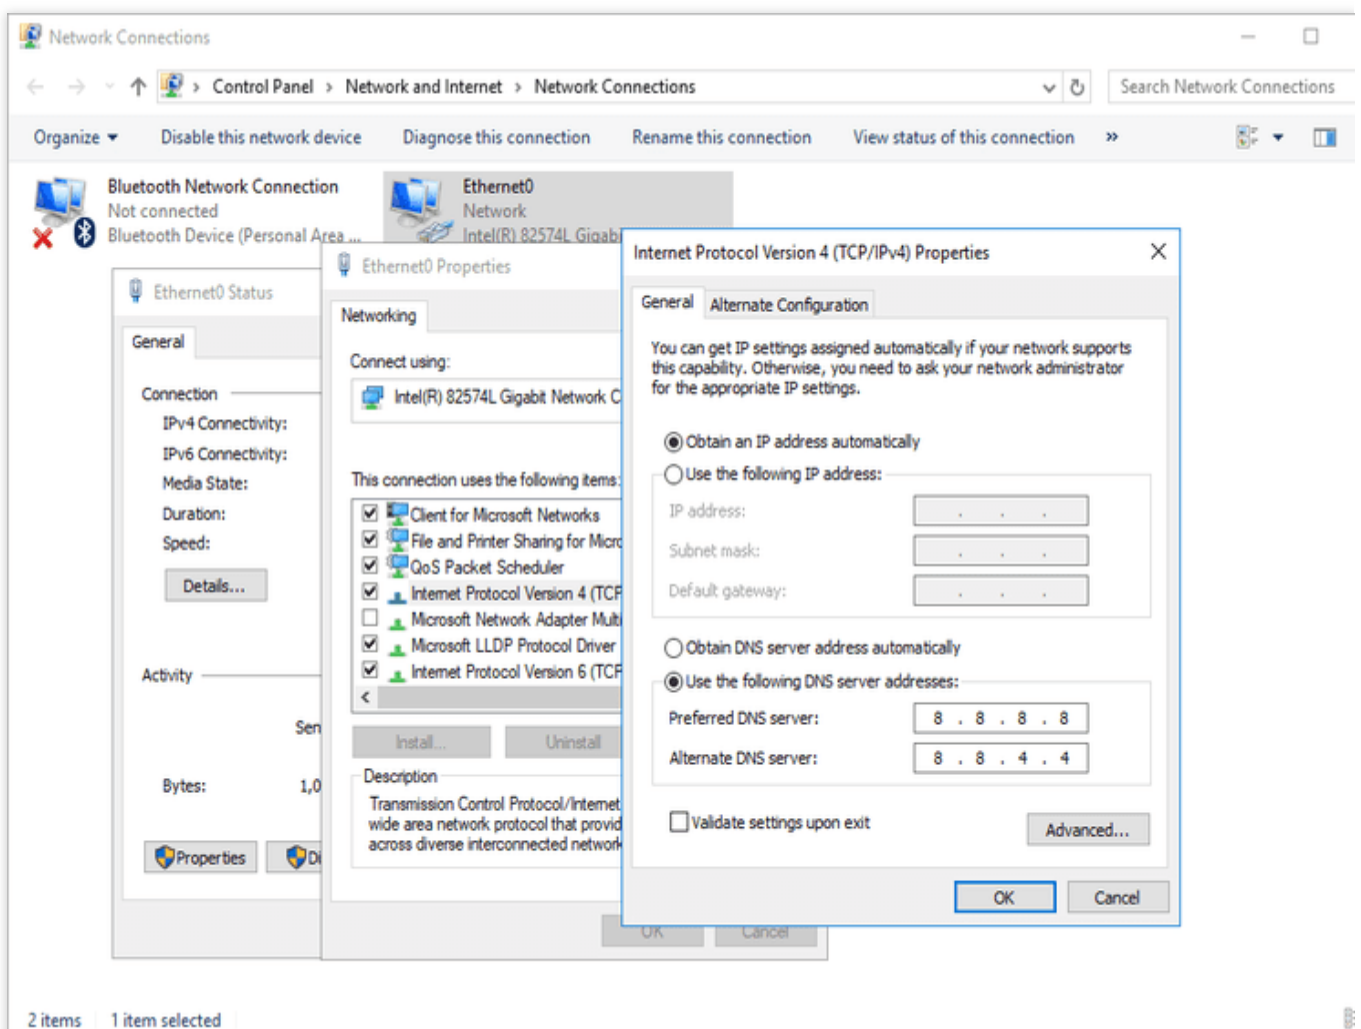 Network Connections
Control Panel > Network and Internet > Network Connections
Search Network Connections
Organize
Disable this network device
Diagnose this connection
Rename this connection
View status of this connection
»
Bluetooth Network Connection
Not connected
Bluetooth Device (Personal Area ...
Ethernet0
Network
Intel(R) 82574L Gigabi
Ethernet0 Status
General
Connection
IPv4 Connectivity:
IPv6 Connectivity:
Media State:
Duration:
Speed:
Details...
Activity
Sen
Bytes: 1,0
Properties
Di
Ethernet0 Properties
Networking
Connect using:
Intel(R) 82574L Gigabit Network C
This connection uses the following items:
Client for Microsoft Networks
File and Printer Sharing for Micro
QoS Packet Scheduler
Internet Protocol Version 4 (TCP
Microsoft Network Adapter Multi
Microsoft LLDP Protocol Driver
Internet Protocol Version 6 (TCP
Install...
Uninstall
Description
Transmission Control Protocol/Internet
wide area network protocol that provid
across diverse interconnected network
OK
Cancel
Internet Protocol Version 4 (TCP/IPv4) Properties
General
Alternate Configuration
You can get IP settings assigned automatically if your network supports
this capability. Otherwise, you need to ask your network administrator
for the appropriate IP settings.
Obtain an IP address automatically
Use the following IP address:
IP address: . . .
Subnet mask: . . .
Default gateway: . . .
Obtain DNS server address automatically
Use the following DNS server addresses:
Preferred DNS server: 8 . 8 . 8 . 8
Alternate DNS server: 8 . 8 . 4 . 4
Validate settings upon exit
Advanced...
OK
Cancel
2 items
1 item selected